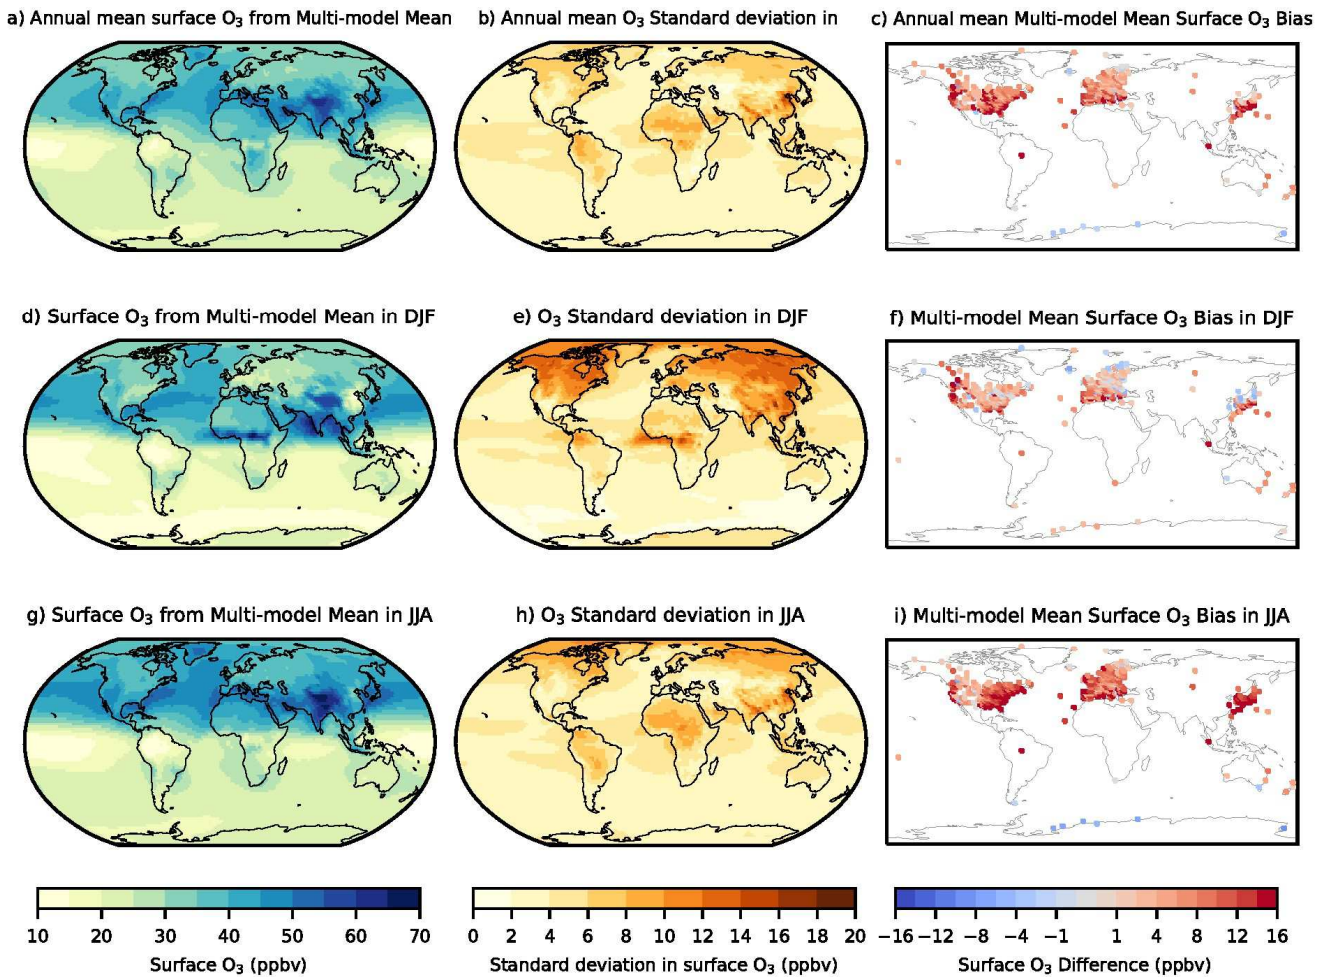 a) Annual mean surface O₃ from Multi-model Mean
b) Annual mean O₃ Standard deviation in
c) Annual mean Multi-model Mean Surface O₃ Bias
d) Surface O₃ from Multi-model Mean in DJF
e) O₃ Standard deviation in DJF
f) Multi-model Mean Surface O₃ Bias in DJF
g) Surface O₃ from Multi-model Mean in JJA
h) O₃ Standard deviation in JJA
i) Multi-model Mean Surface O₃ Bias in JJA
10 20 30 40 50 60 70
Surface O₃ (ppbv)
0 2 4 6 8 10 12 14 16 18 20
Standard deviation in surface O₃ (ppbv)
−16 −12 −8 −4 −1 1 4 8 12 16
Surface O₃ Difference (ppbv)